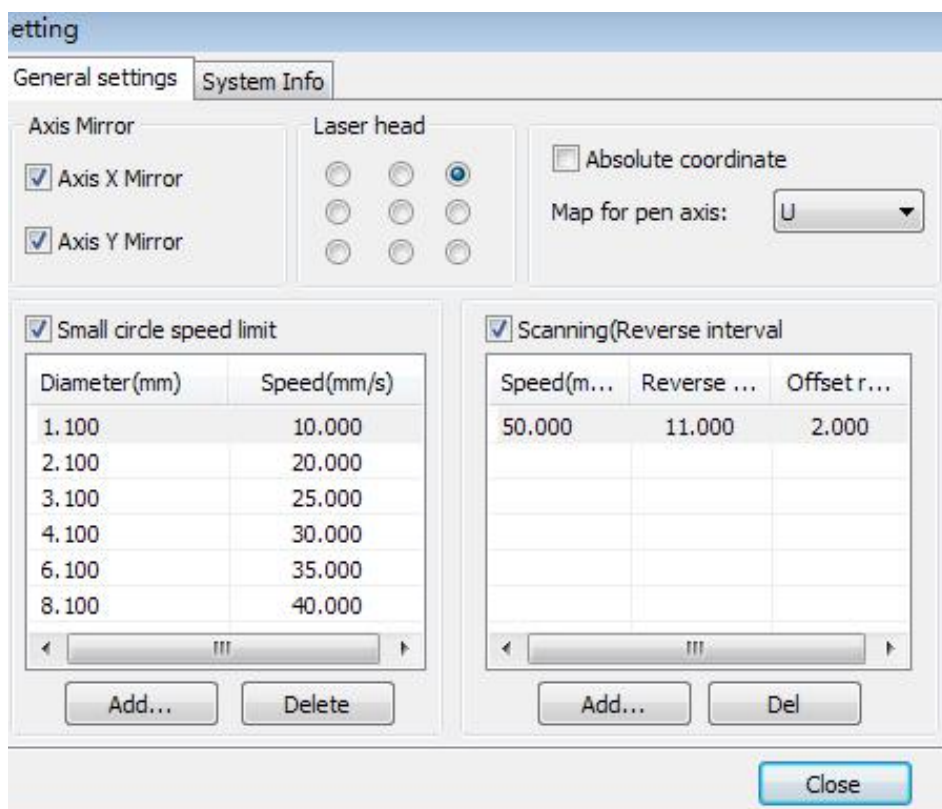 etting
General settings System Info
Axis Mirror
Axis X Mirror
Axis Y Mirror
Laser head
Absolute coordinate
Map for pen axis: U
Small circle speed limit
Diameter(mm) Speed(mm/s)
1.100 10.000
2.100 20.000
3.100 25.000
4.100 30.000
6.100 35.000
8.100 40.000
Add... Delete
Scanning(Reverse interval
Speed(m... Reverse ... Offset r...
50.000 11.000 2.000
Add... Del
Close